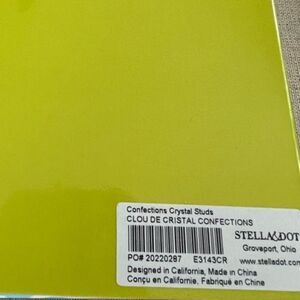 Confections Crystal Studs
CLOU DE CRISTAL CONFECTIONS
STELLA&DOT
Groveport, Ohio
PO# 20220297 E3143CR www.stelladot.com
Designed in California, Made in China
Conçu en Californie, Fabriqué en Chine